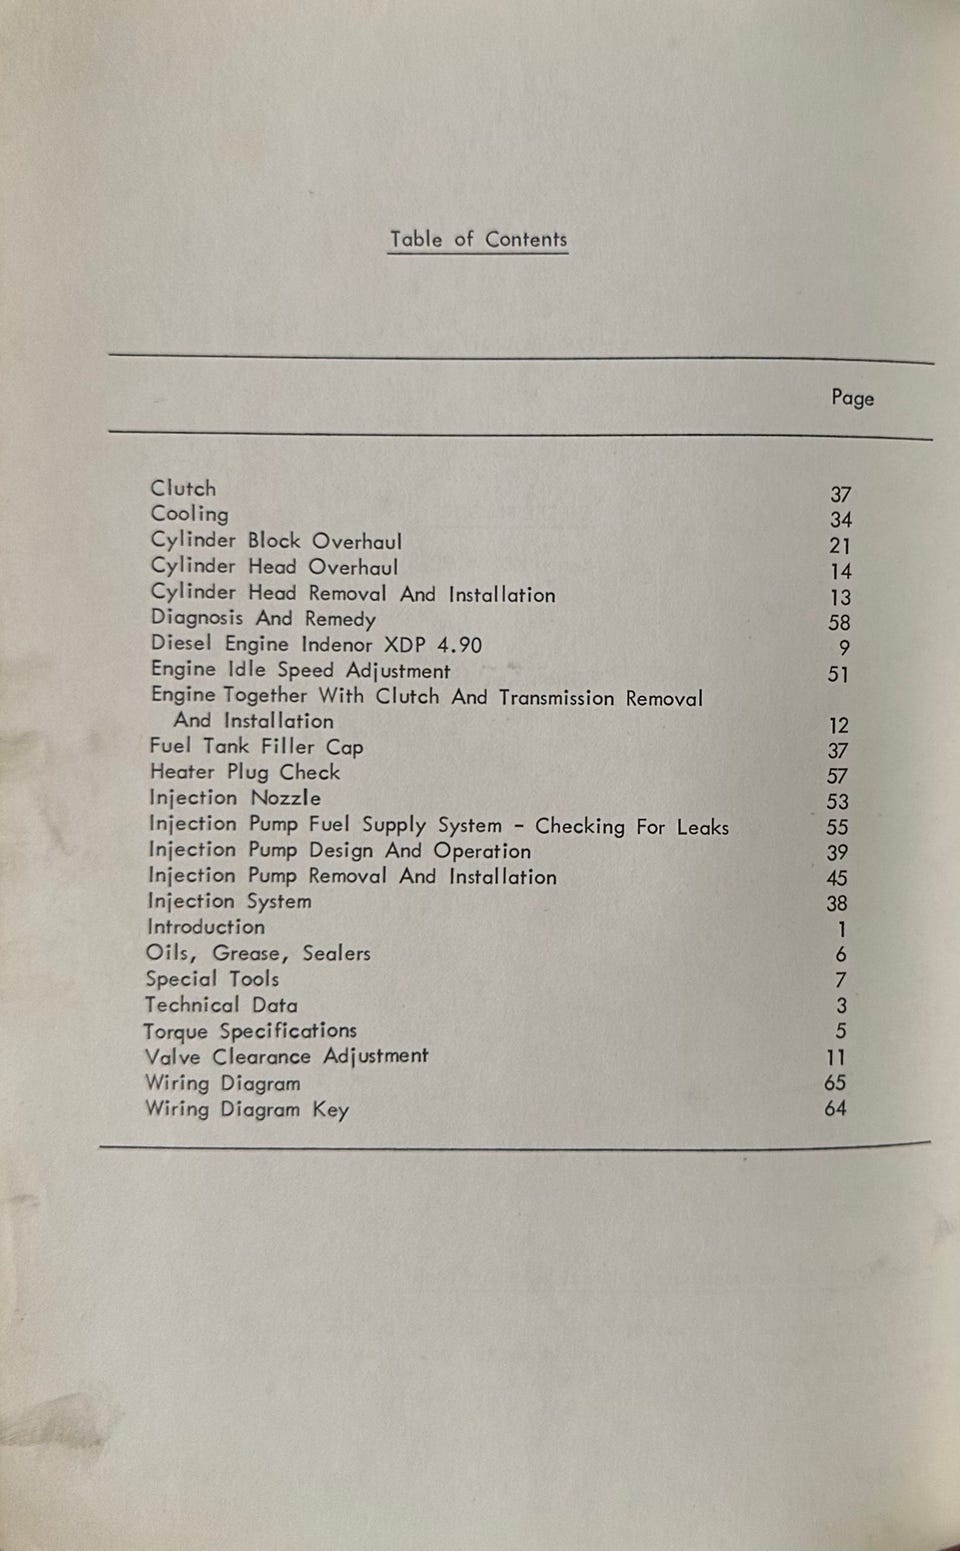 Table of Contents
Page
Clutch 37
Cooling 34
Cylinder Block Overhaul 21
Cylinder Head Overhaul 14
Cylinder Head Removal And Installation 13
Diagnosis And Remedy 58
Diesel Engine Indenor XDP 4.90 9
Engine Idle Speed Adjustment 51
Engine Together With Clutch And Transmission Removal
And Installation 12
Fuel Tank Filler Cap 37
Heater Plug Check 57
Injection Nozzle 53
Injection Pump Fuel Supply System - Checking For Leaks 55
Injection Pump Design And Operation 39
Injection Pump Removal And Installation 45
Injection System 38
Introduction 1
Oils, Grease, Sealers 6
Special Tools 7
Technical Data 3
Torque Specifications 5
Valve Clearance Adjustment 11
Wiring Diagram 65
Wiring Diagram Key 64